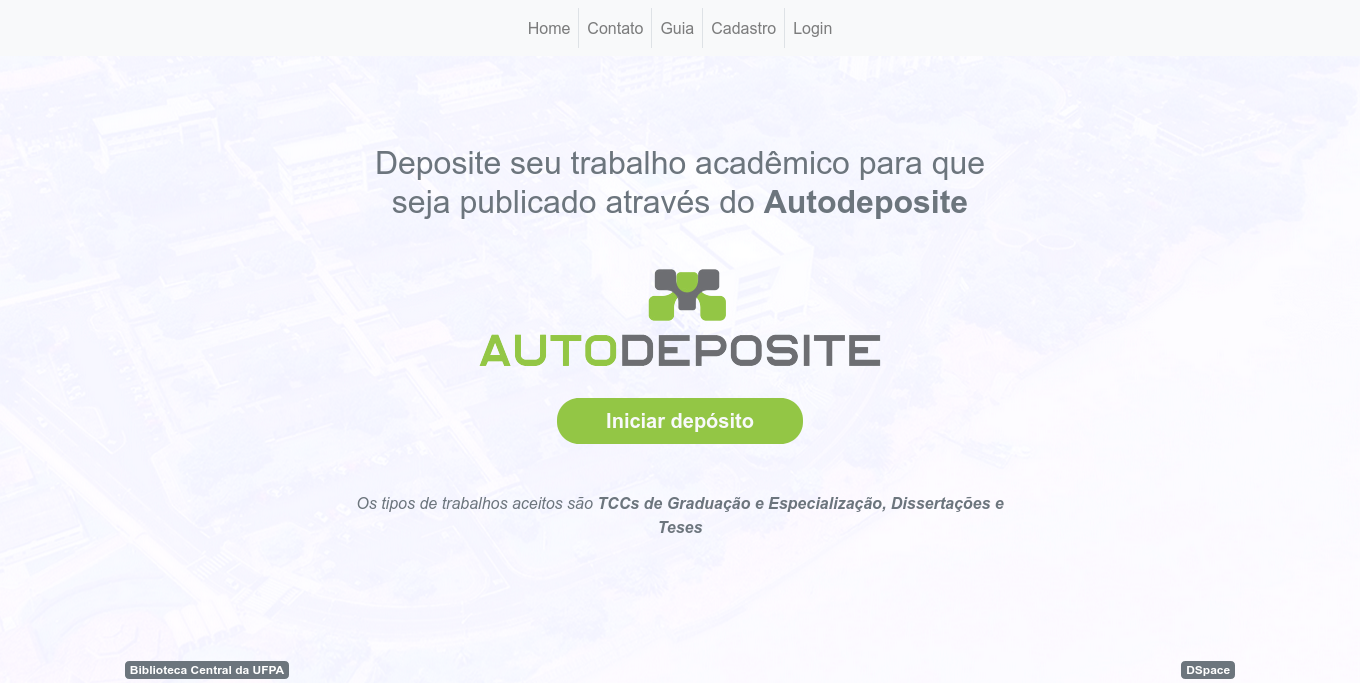 Home
Contato
Guia
Cadastro
Login
Deposite seu trabalho acadêmico para que
seja publicado através do Autodeposite
AUTODEPOSITE
Iniciar depósito
Os tipos de trabalhos aceitos são TCCs de Graduação e Especialização, Dissertações e
Teses
Biblioteca Central da UFPA
DSpace